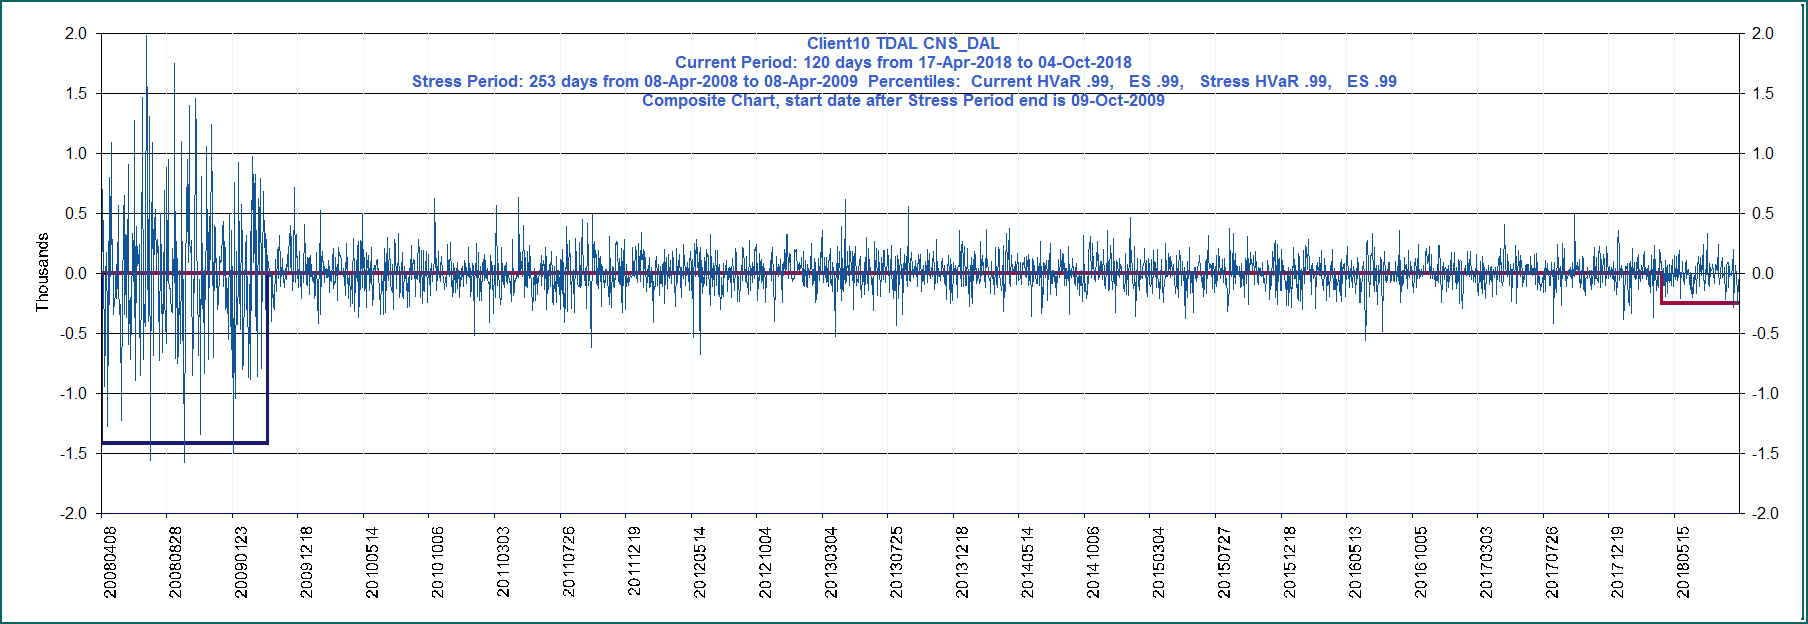 Client10 TDAL CNS_DAL
Current Period: 120 days from 17-Apr-2018 to 04-Oct-2018
Stress Period: 253 days from 08-Apr-2008 to 08-Apr-2009 Percentiles: Current HVaR .99, ES .99, Stress HVaR .99, ES .99
Composite Chart, start date after Stress Period end is 09-Oct-2009
Thousands
2.0 2.0
1.5 1.5
1.0 1.0
0.5 0.5
0.0 0.0
-0.5 -0.5
-1.0 -1.0
-1.5 -1.5
-2.0 -2.0
20080408 20080828 20090123 20091218 20100514 20101006 20110303 20110726 20111219 20120514 20121004 20130304 20130725 20131218 20140514 20141006 20150304 20150727 20151218 20160513 20161005 20170303 20170726 20171219 20180515